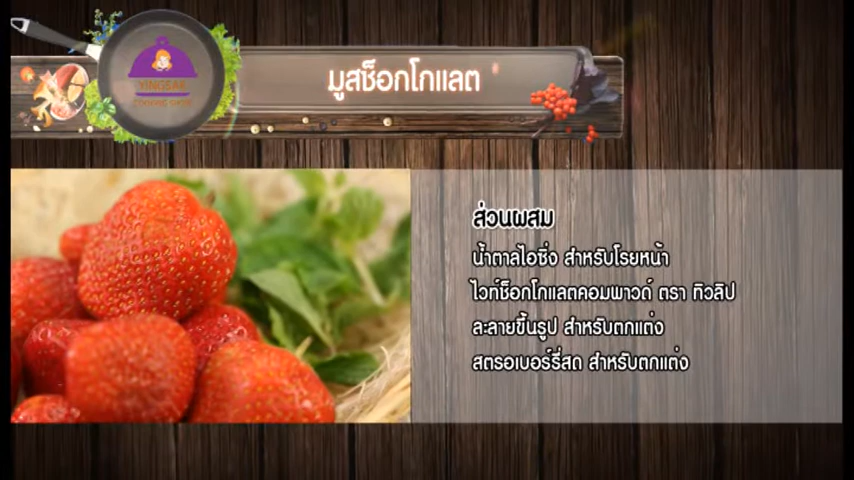 YINGSAK
COOKING SHOW
มูสช็อกโกแลต
ส่วนผสม
น้ำตาลไอซิ่ง สำหรับโรยหน้า
ไวท์ช็อกโกแลตคอมพาวด์ ตรา ทิวลิป
ละลายขึ้นรูป สำหรับตกแต่ง
สตรอเบอร์รี่สด สำหรับตกแต่ง